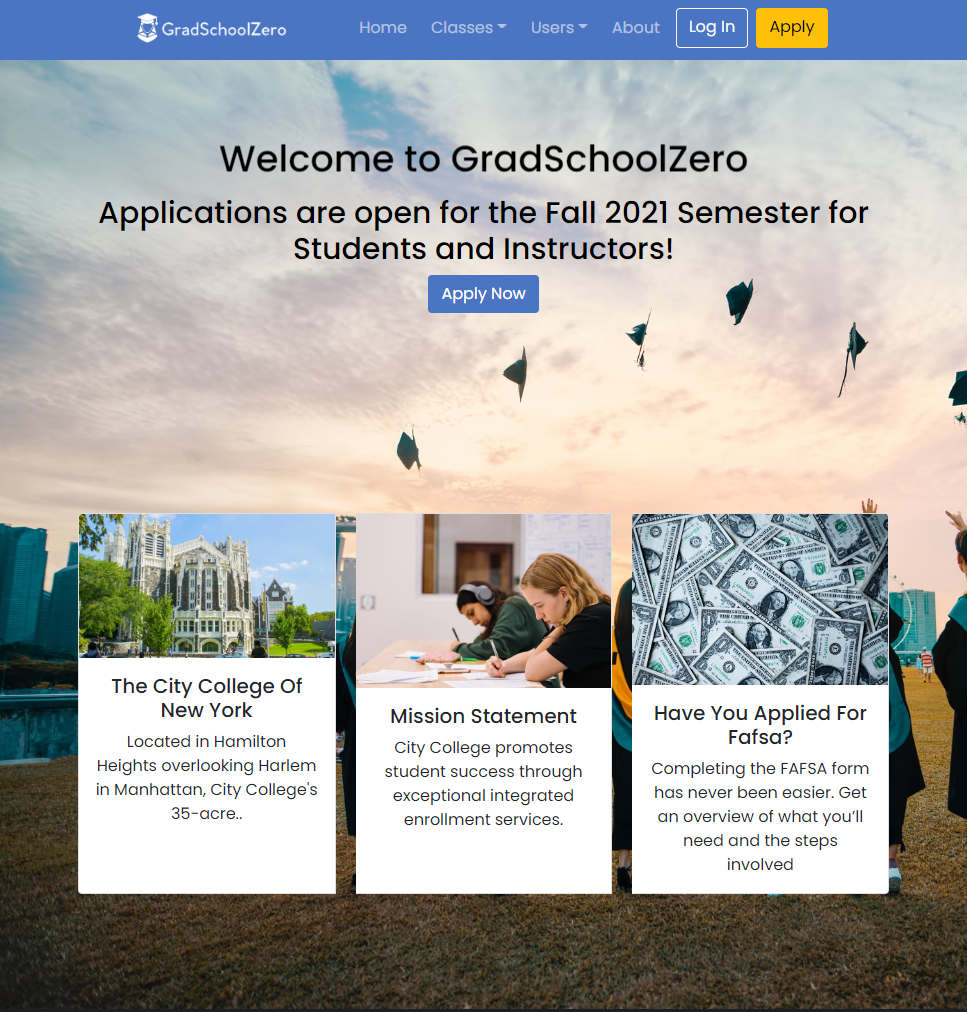 GradSchoolZero
Home Classes Users About Log In Apply
Welcome to GradSchoolZero
Applications are open for the Fall 2021 Semester for
Students and Instructors!
Apply Now
The City College Of
New York
Located in Hamilton
Heights overlooking Harlem
in Manhattan, City College's
35-acre..
Mission Statement
City College promotes
student success through
exceptional integrated
enrollment services.
Have You Applied For
Fafsa?
Completing the FAFSA form
has never been easier. Get
an overview of what you’ll
need and the steps
involved